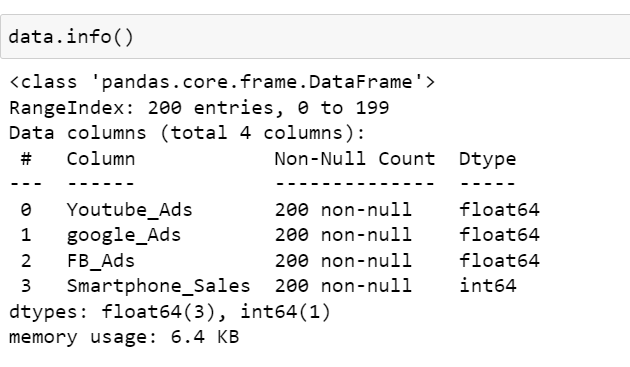 data.info()
<class 'pandas.core.frame.DataFrame'>
RangeIndex: 200 entries, 0 to 199
Data columns (total 4 columns):
 #   Column            Non-Null Count  Dtype
---  ------            --------------  -----
 0   Youtube_Ads       200 non-null    float64
 1   google_Ads        200 non-null    float64
 2   FB_Ads            200 non-null    float64
 3   Smartphone_Sales  200 non-null    int64
dtypes: float64(3), int64(1)
memory usage: 6.4 KB